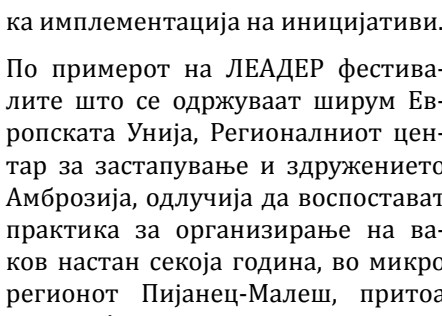 ка имплементација на иницијативи.
По примерот на ЛЕАДЕР фестива-
лите што се одржуваат ширум Ев-
ропската Унија, Регионалниот цен-
тар за застапување и здружението
Амброзија, одлучија да воспостават
практика за организирање на ва-
ков настан секоја година, во микро
регионот Пијанец-Малеш, притоа